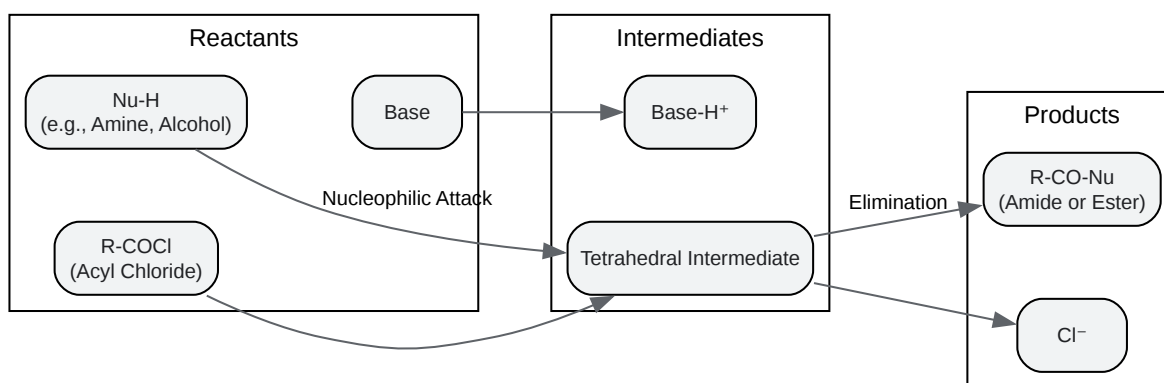 Reactants
Nu-H
(e.g., Amine, Alcohol)
Base
Nucleophilic Attack
R-COCl
(Acyl Chloride)
Intermediates
Base-H⁺
Tetrahedral Intermediate
Elimination
Products
R-CO-Nu
(Amide or Ester)
Cl⁻